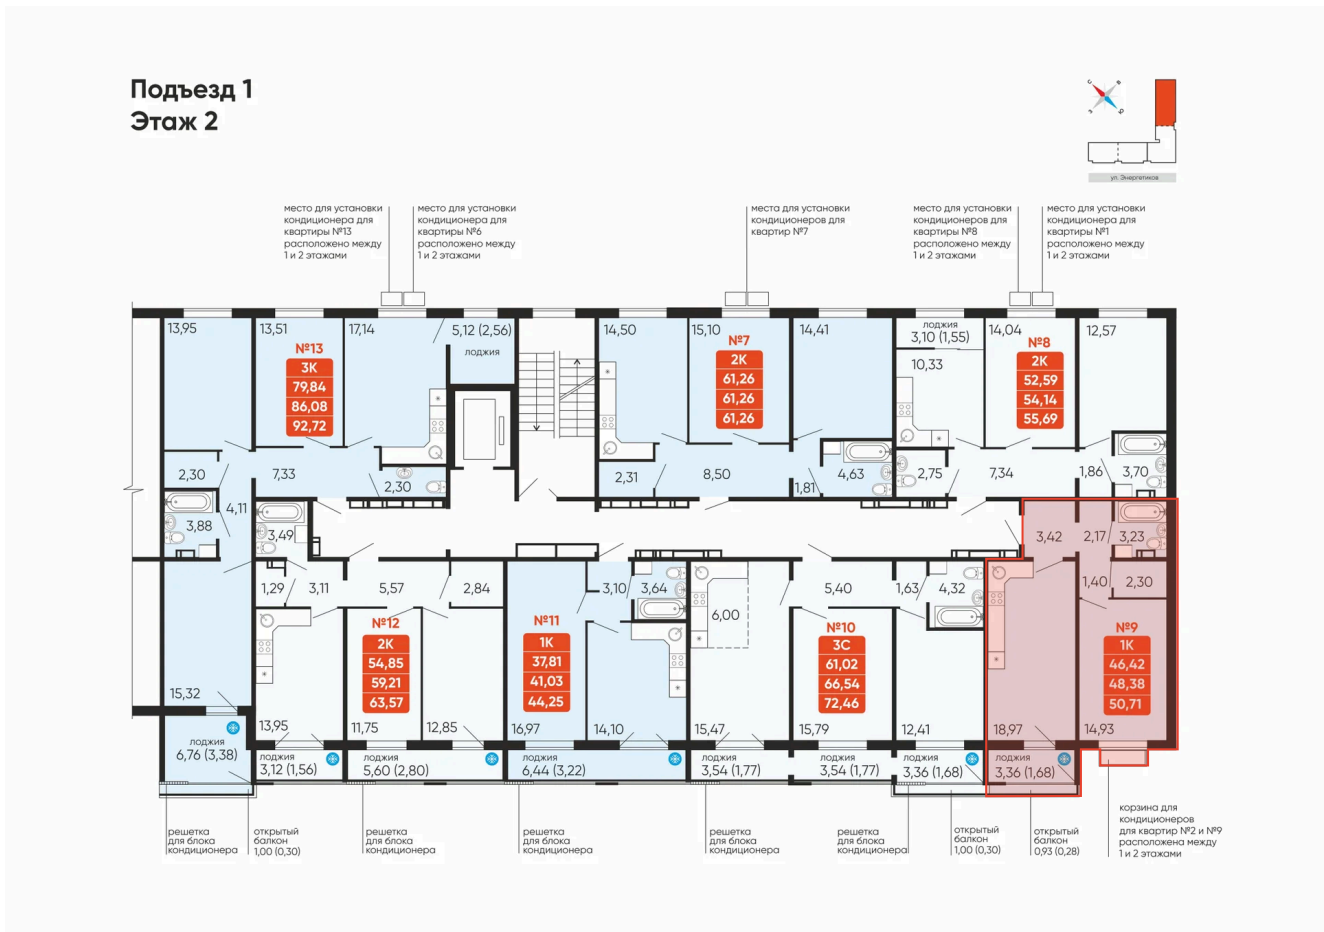 Подъезд 1
Этаж 2
С
В
З
Ю
ул. Энергетиков
место для установки
кондиционера для
квартиры №13
расположено между
1 и 2 этажами
место для установки
кондиционера для
квартиры №6
расположено между
1 и 2 этажами
места для установки
кондиционеров для
квартир №7
место для установки
кондиционеров для
квартиры №8
расположено между
1 и 2 этажами
место для установки
кондиционера для
квартиры №1
расположено между
1 и 2 этажами
13,95
13,51
№13
3К
79,84
86,08
92,72
17,14
5,12 (2,56)
лоджия
14,50
15,10
№7
2К
61,26
61,26
61,26
14,41
лоджия
3,10 (1,55)
10,33
14,04
№8
2К
52,59
54,14
55,69
12,57
2,30
7,33
2,30
2,31
8,50
1,81
4,63
2,75
7,34
1,86
3,70
3,88
4,11
3,49
3,42
2,17
3,23
1,29
3,11
5,57
2,84
3,10
3,64
6,00
5,40
1,63
4,32
1,40
2,30
№12
2К
54,85
59,21
63,57
№11
1К
37,81
41,03
44,25
№10
3С
61,02
66,54
72,46
№9
1К
46,42
48,38
50,71
15,32
13,95
11,75
12,85
16,97
14,10
15,47
15,79
12,41
18,97
14,93
лоджия
6,76 (3,38)
лоджия
3,12 (1,56)
лоджия
5,60 (2,80)
лоджия
6,44 (3,22)
лоджия
3,54 (1,77)
лоджия
3,54 (1,77)
лоджия
3,36 (1,68)
лоджия
3,36 (1,68)
решетка
для блока
кондиционера
открытый
балкон
1,00 (0,30)
решетка
для блока
кондиционера
решетка
для блока
кондиционера
решетка
для блока
кондиционера
решетка
для блока
кондиционера
открытый
балкон
1,00 (0,30)
открытый
балкон
0,93 (0,28)
корзина для
кондиционеров
для квартир №2 и №9
расположена между
1 и 2 этажами